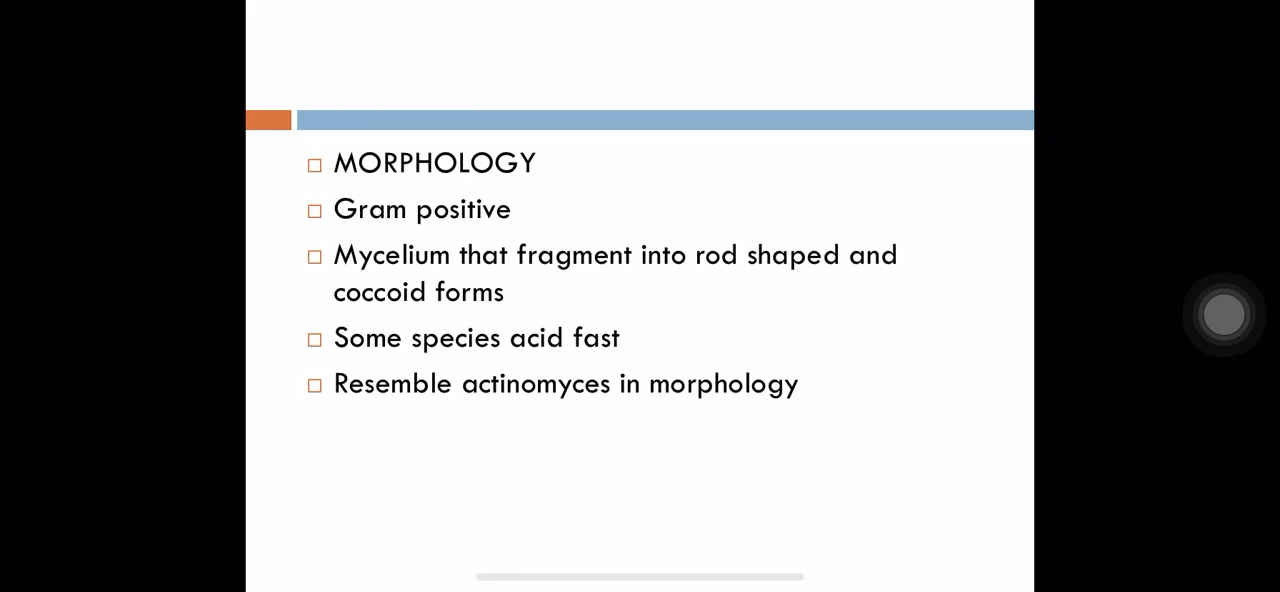 MORPHOLOGY
Gram positive
Mycelium that fragment into rod shaped and
coccoid forms
Some species acid fast
Resemble actinomyces in morphology